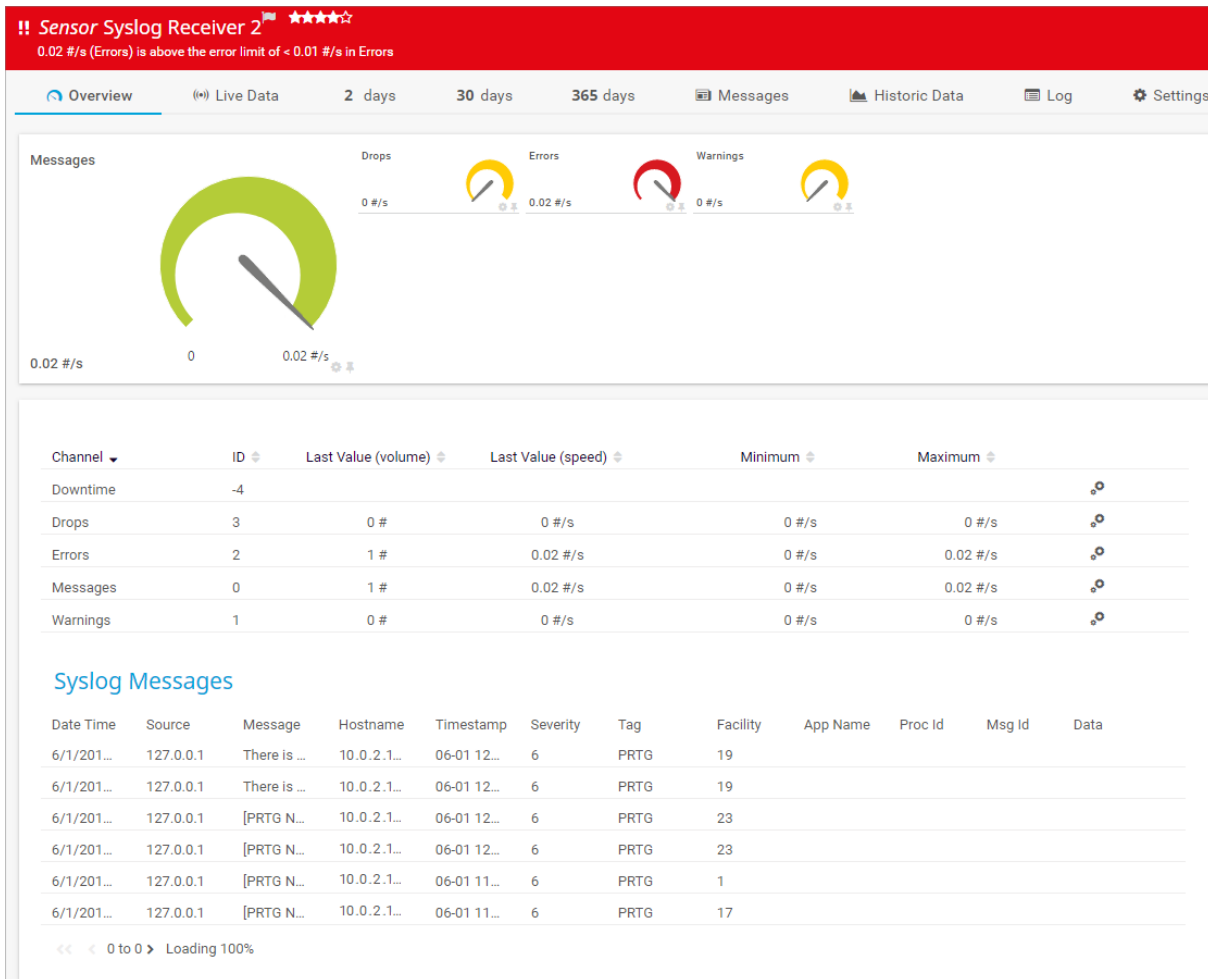 !! Sensor Syslog Receiver 2
0.02 #/s (Errors) is above the error limit of < 0.01 #/s in Errors
Overview Live Data 2 days 30 days 365 days Messages Historic Data Log Settings
Messages
Drops Errors Warnings
0 #/s 0.02 #/s 0 #/s
0 0.02 #/s
0.02 #/s
Channel ID Last Value (volume) Last Value (speed) Minimum Maximum
Downtime -4
Drops 3 0 # 0 #/s 0 #/s 0 #/s
Errors 2 1 # 0.02 #/s 0 #/s 0.02 #/s
Messages 0 1 # 0.02 #/s 0 #/s 0.02 #/s
Warnings 1 0 # 0 #/s 0 #/s 0 #/s
Syslog Messages
Date Time Source Message Hostname Timestamp Severity Tag Facility App Name Proc Id Msg Id Data
6/1/201... 127.0.0.1 There is ... 10.0.2.1... 06-01 12... 6 PRTG 19
6/1/201... 127.0.0.1 There is ... 10.0.2.1... 06-01 12... 6 PRTG 19
6/1/201... 127.0.0.1 [PRTG N... 10.0.2.1... 06-01 12... 6 PRTG 23
6/1/201... 127.0.0.1 [PRTG N... 10.0.2.1... 06-01 12... 6 PRTG 23
6/1/201... 127.0.0.1 [PRTG N... 10.0.2.1... 06-01 11... 6 PRTG 1
6/1/201... 127.0.0.1 [PRTG N... 10.0.2.1... 06-01 11... 6 PRTG 17
<< < 0 to 0 > Loading 100%